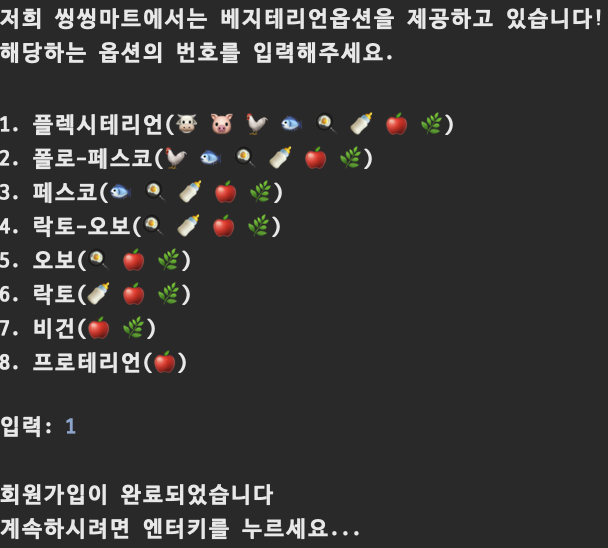 저희 씽씽마트에서는 베지테리언옵션을 제공하고 있습니다!
해당하는 옵션의 번호를 입력해주세요.
1. 플렉시테리언(🐮 🐷 🐓 🐟 🍳 🍼 🍎 🌿)
2. 폴로-페스코(🐓 🐟 🍳 🍼 🍎 🌿)
3. 페스코(🐟 🍳 🍼 🍎 🌿)
4. 락토-오보(🍳 🍼 🍎 🌿)
5. 오보(🍳 🍎 🌿)
6. 락토(🍼 🍎 🌿)
7. 비건(🍎 🌿)
8. 프로테리언(🍎)
입력: 1
회원가입이 완료되었습니다
계속하시려면 엔터키를 누르세요...